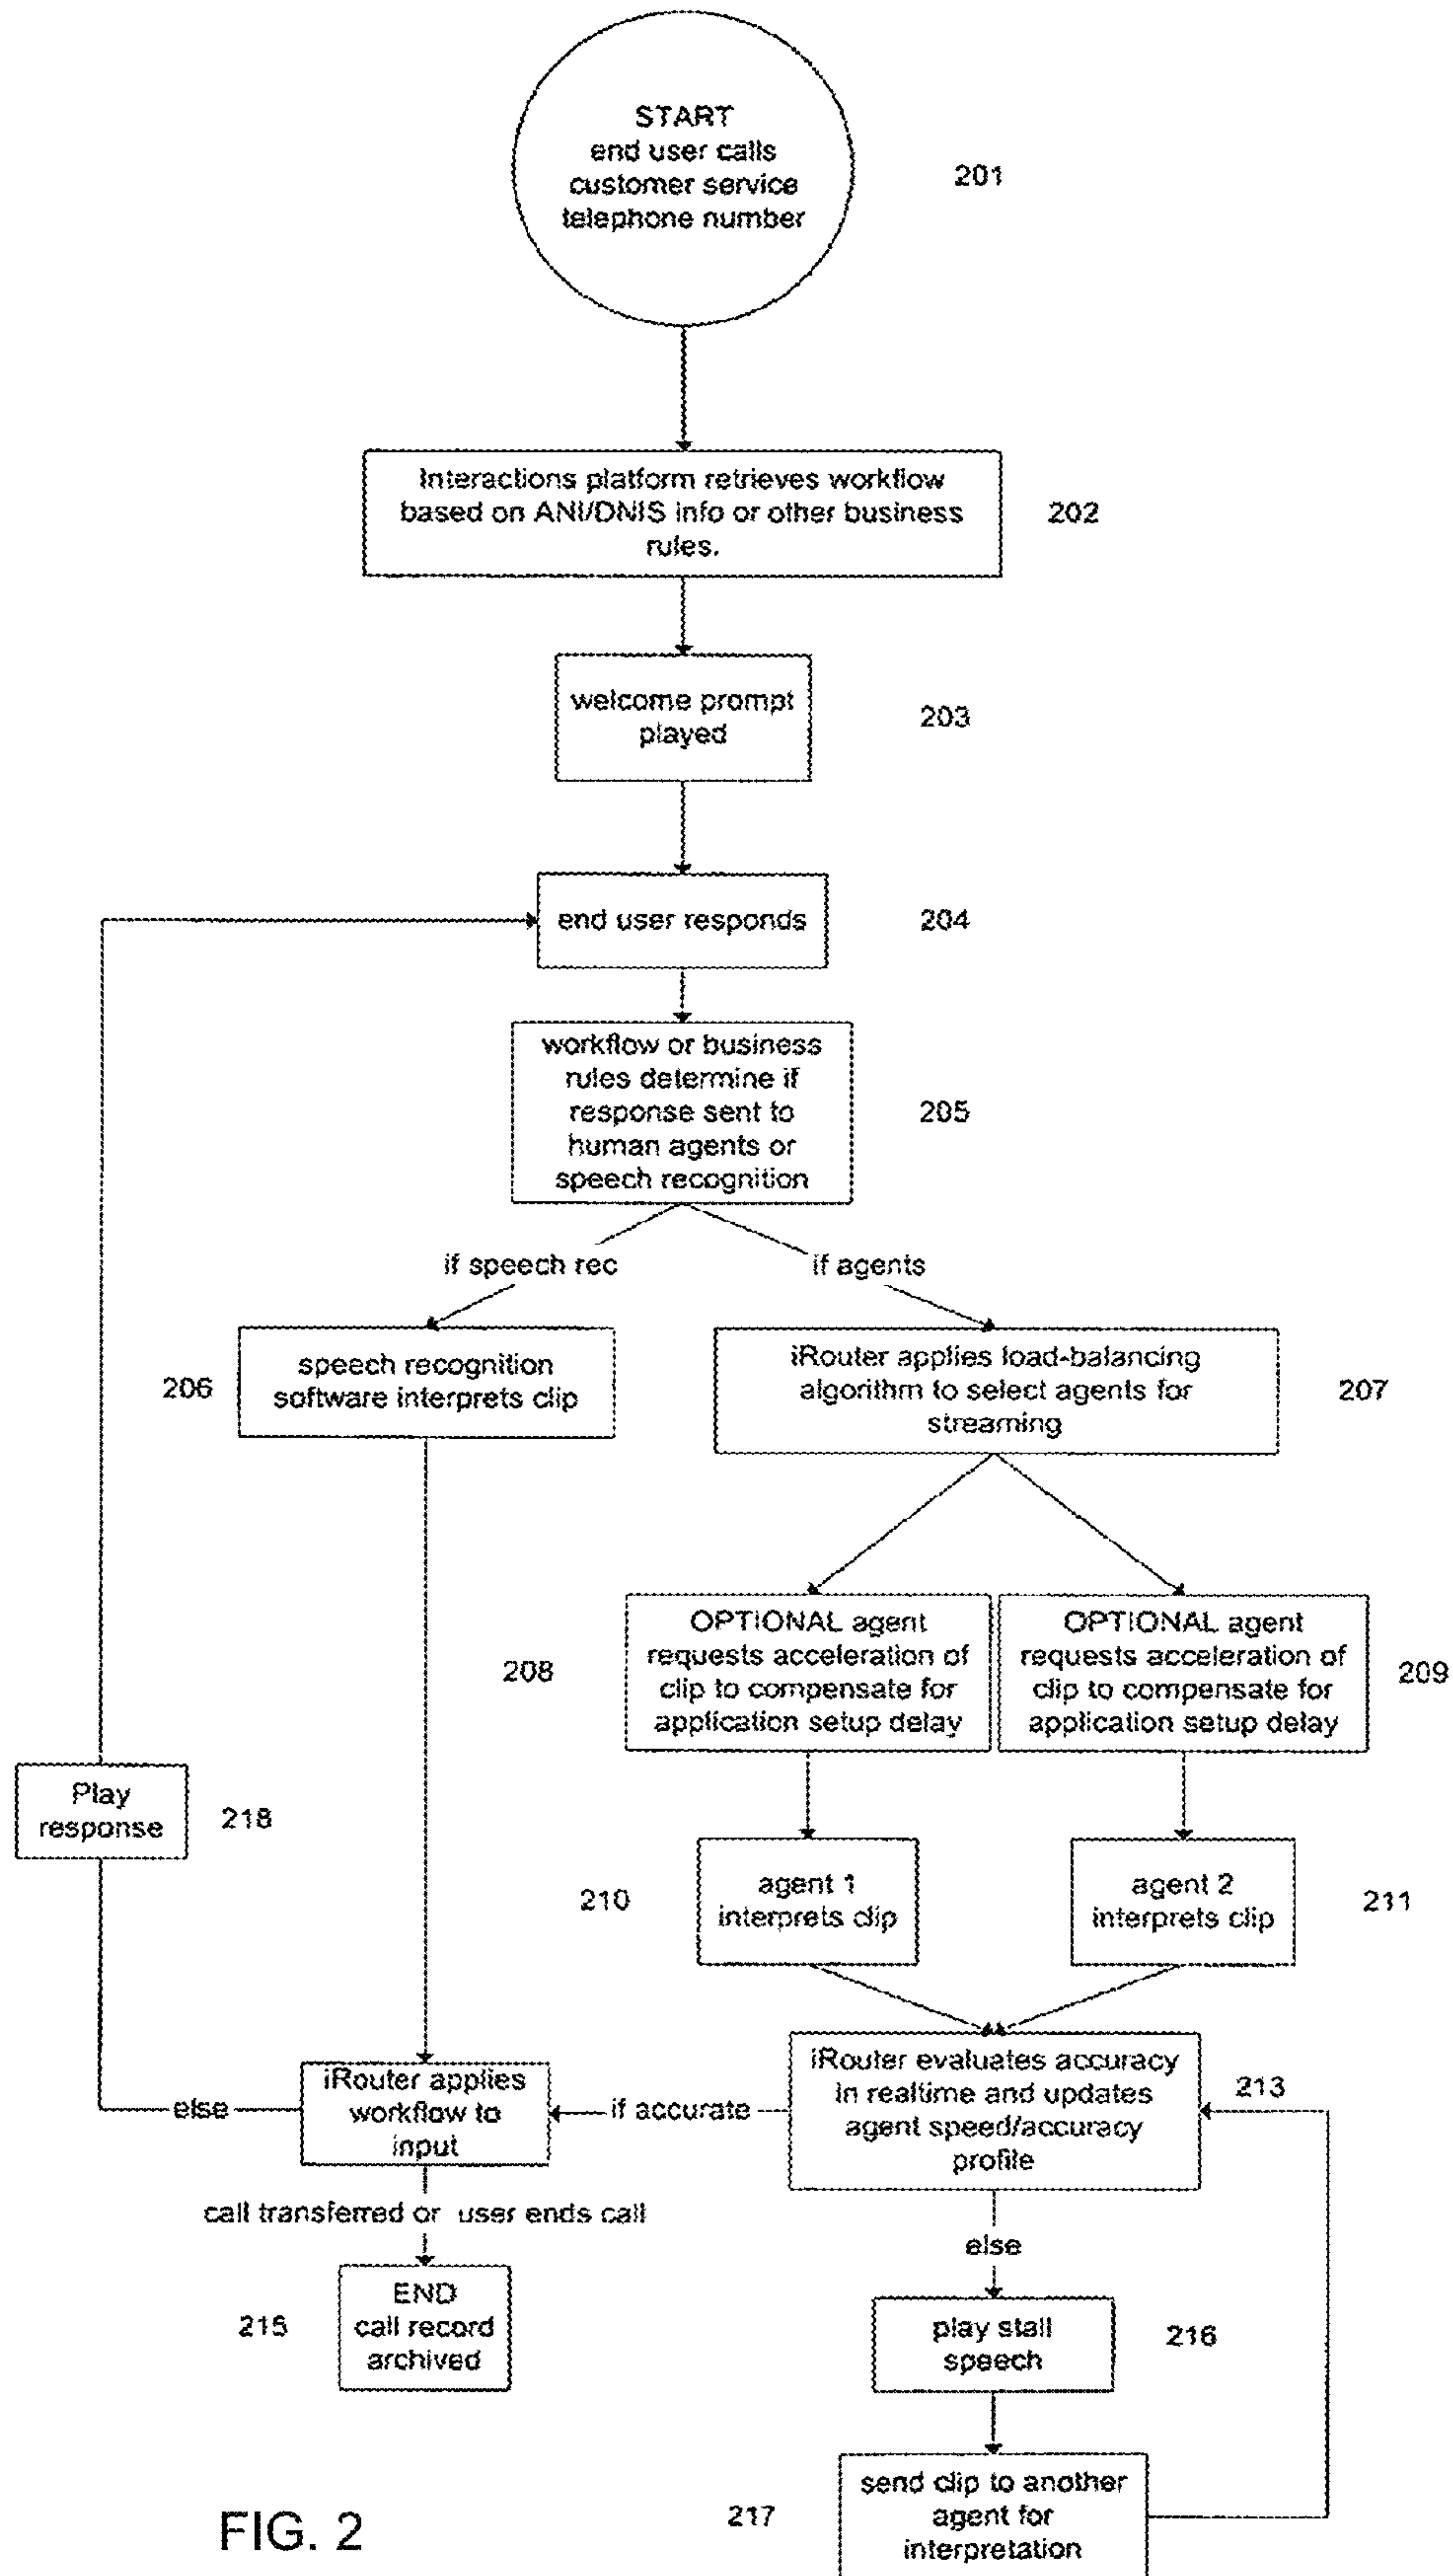 START
end user calls
customer service
telephone number
201
Interactions platform retrieves workflow
based on ANI/DNIS info or other business
rules.
202
welcome prompt
played
203
end user responds
204
workflow or business
rules determine if
response sent to
human agents or
speech recognition
205
if speech rec
if agents
206
speech recognition
software interprets clip
iRouter applies load-balancing
algorithm to select agents for
streaming
207
208
OPTIONAL agent
requests acceleration of
clip to compensate for
application setup delay
OPTIONAL agent
requests acceleration of
clip to compensate for
application setup delay
209
Play
response
218
210
agent 1
interprets clip
agent 2
interprets clip
211
else
iRouter applies
workflow to
input
if accurate
iRouter evaluates accuracy
in realtime and updates
agent speed/accuracy
profile
213
call transferred or user ends call
else
215
END
call record
archived
play stall
speech
216
217
send clip to another
agent for
interpretation
FIG. 2